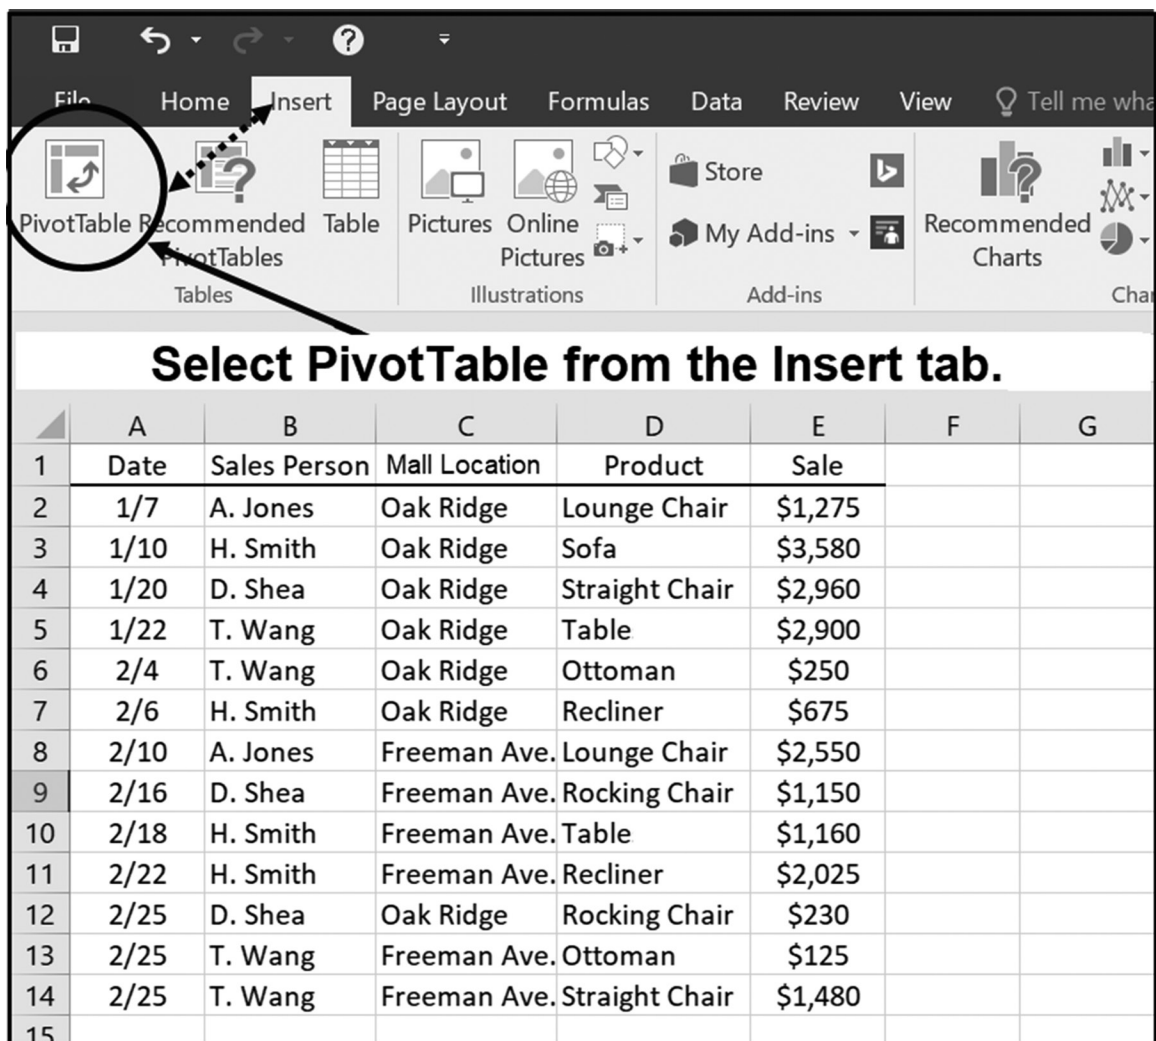 File Home Insert Page Layout Formulas Data Review View Tell me wha
PivotTable Recommended PivotTables Table Pictures Online Pictures Store My Add-ins Recommended Charts
Tables Illustrations Add-ins Char
Select PivotTable from the Insert tab.
A B C D E F G
1 Date Sales Person Mall Location Product Sale
2 1/7 A. Jones Oak Ridge Lounge Chair $1,275
3 1/10 H. Smith Oak Ridge Sofa $3,580
4 1/20 D. Shea Oak Ridge Straight Chair $2,960
5 1/22 T. Wang Oak Ridge Table $2,900
6 2/4 T. Wang Oak Ridge Ottoman $250
7 2/6 H. Smith Oak Ridge Recliner $675
8 2/10 A. Jones Freeman Ave. Lounge Chair $2,550
9 2/16 D. Shea Freeman Ave. Rocking Chair $1,150
10 2/18 H. Smith Freeman Ave. Table $1,160
11 2/22 H. Smith Freeman Ave. Recliner $2,025
12 2/25 D. Shea Oak Ridge Rocking Chair $230
13 2/25 T. Wang Freeman Ave. Ottoman $125
14 2/25 T. Wang Freeman Ave. Straight Chair $1,480
15